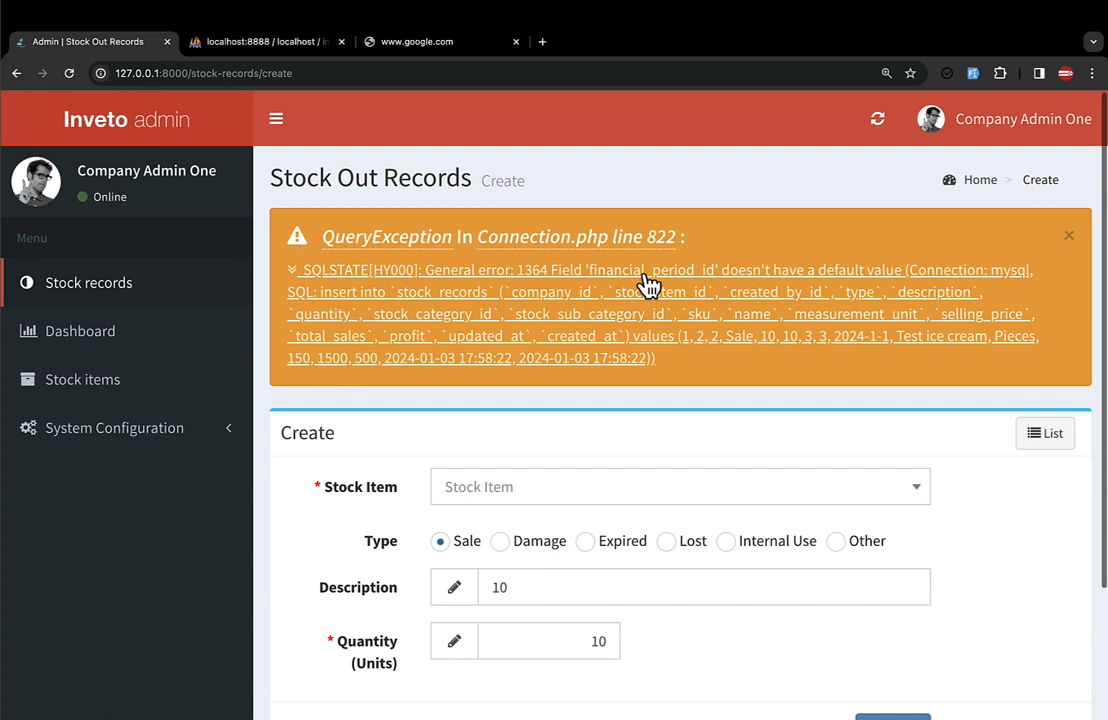 Admin | Stock Out Records
localhost:8888 / localhost / in
www.google.com
127.0.0.1:8000/stock-records/create
Inveto admin
Company Admin One
Company Admin One
Online
Menu
Stock records
Dashboard
Stock items
System Configuration
Stock Out Records Create
Home > Create
QueryException In Connection.php line 822 :
SQLSTATE[HY000]: General error: 1364 Field 'financial_period_id' doesn't have a default value (Connection: mysql,
SQL: insert into `stock_records` (`company_id`, `stock_item_id`, `created_by_id`, `type`, `description`,
`quantity`, `stock_category_id`, `stock_sub_category_id`, `sku`, `name`, `measurement_unit`, `selling_price`,
`total_sales`, `profit`, `updated_at`, `created_at`) values (1, 2, 2, Sale, 10, 10, 3, 3, 2024-1-1, Test ice cream, Pieces,
150, 1500, 500, 2024-01-03 17:58:22, 2024-01-03 17:58:22))
Create
List
* Stock Item
Stock Item
Type
Sale Damage Expired Lost Internal Use Other
Description
10
* Quantity
(Units)
10